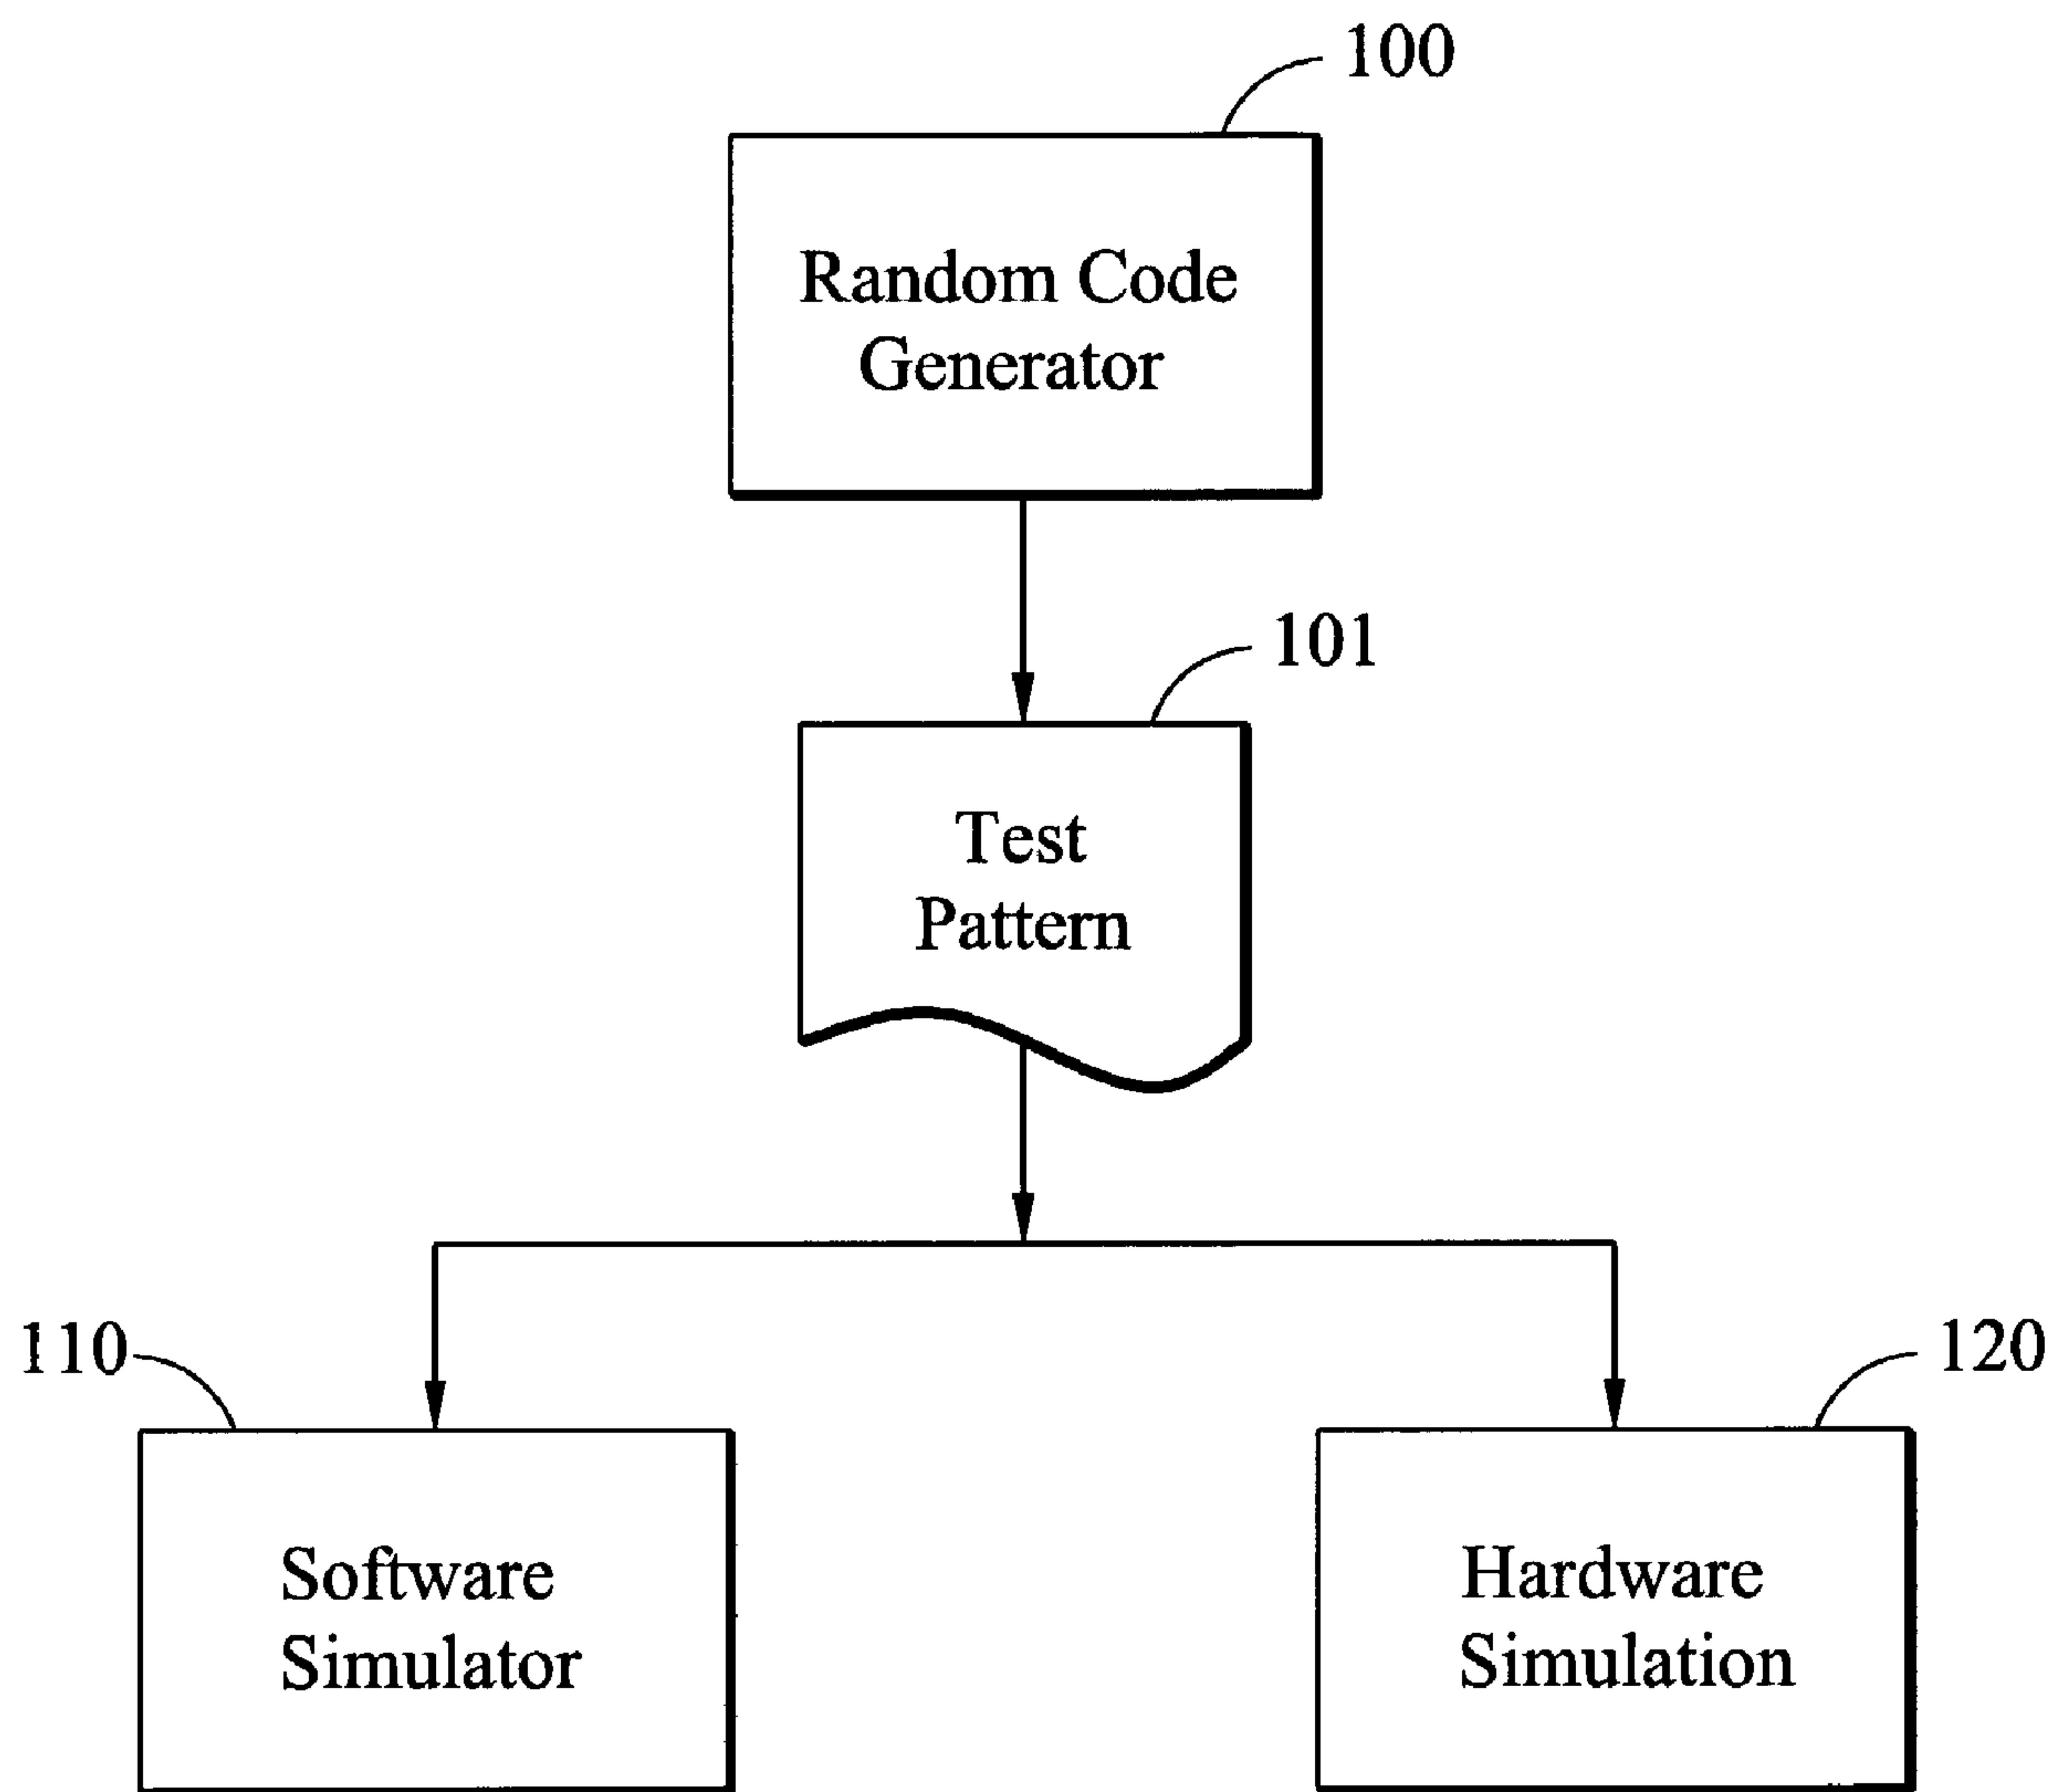 100
Random Code
Generator
101
Test
Pattern
110
120
Software
Simulator
Hardware
Simulation